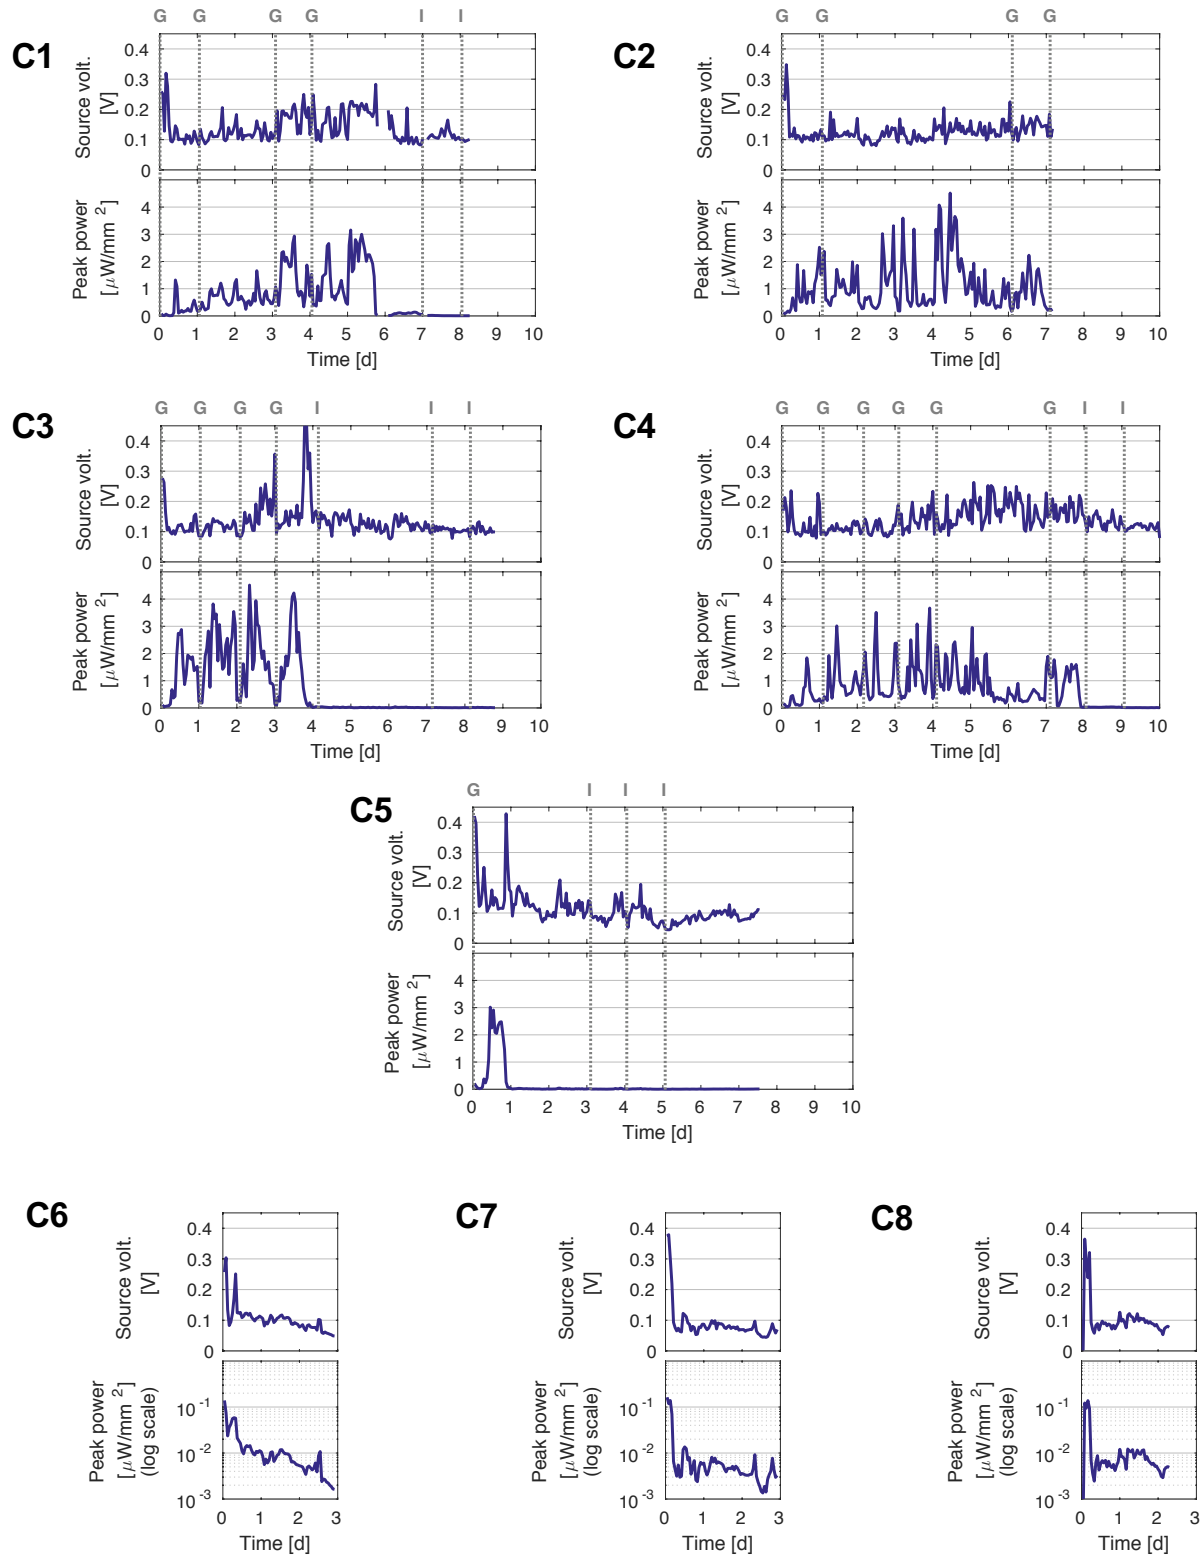 G G G G I I
C1
Source volt.
[V]
0.4
0.3
0.2
0.1
0
Peak power
[μW/mm 2 ]
4
3
2
1
0
0 1 2 3 4 5 6 7 8 9 10
Time [d]
G G G G
C2
Source volt.
[V]
0.4
0.3
0.2
0.1
0
Peak power
[μW/mm 2 ]
4
3
2
1
0
0 1 2 3 4 5 6 7 8 9 10
Time [d]
G G G G I I I
C3
Source volt.
[V]
0.4
0.3
0.2
0.1
0
Peak power
[μW/mm 2 ]
4
3
2
1
0
0 1 2 3 4 5 6 7 8 9 10
Time [d]
G G G G G G I I
C4
Source volt.
[V]
0.4
0.3
0.2
0.1
0
Peak power
[μW/mm 2 ]
4
3
2
1
0
0 1 2 3 4 5 6 7 8 9 10
Time [d]
G I I I
C5
Source volt.
[V]
0.4
0.3
0.2
0.1
0
Peak power
[μW/mm 2 ]
4
3
2
1
0
0 1 2 3 4 5 6 7 8 9 10
Time [d]
C6
Source volt.
[V]
0.4
0.3
0.2
0.1
0
Peak power
[μW/mm 2 ]
(log scale)
10 -1
10 -2
10 -3
0 1 2 3
Time [d]
C7
Source volt.
[V]
0.4
0.3
0.2
0.1
0
Peak power
[μW/mm 2 ]
(log scale)
10 -1
10 -2
10 -3
0 1 2 3
Time [d]
C8
Source volt.
[V]
0.4
0.3
0.2
0.1
0
Peak power
[μW/mm 2 ]
(log scale)
10 -1
10 -2
10 -3
0 1 2 3
Time [d]